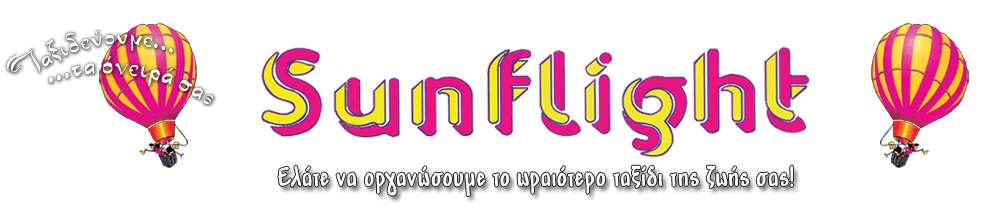 Ταξιδεύουμε...
...τα όνειρά σας
Sunflight
Ελάτε να οργανώσουμε το ωραιότερο ταξίδι της ζωής σας!